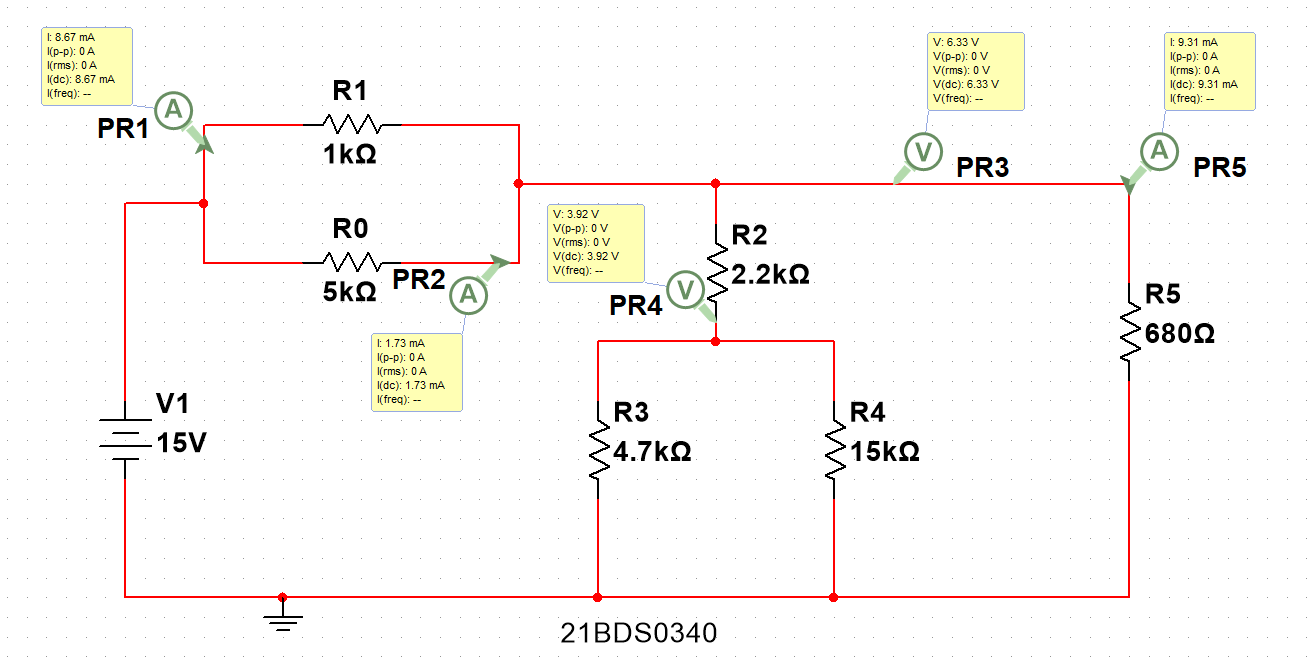 I: 8.67 mA
I(p-p): 0 A
I(rms): 0 A
I(dc): 8.67 mA
I(freq): --
A
PR1
R1
1kΩ
R0
5kΩ
PR2
A
I: 1.73 mA
I(p-p): 0 A
I(rms): 0 A
I(dc): 1.73 mA
I(freq): --
V1
15V
V: 3.92 V
V(p-p): 0 V
V(rms): 0 V
V(dc): 3.92 V
V(freq): --
V
PR4
R2
2.2kΩ
R3
4.7kΩ
R4
15kΩ
V: 6.33 V
V(p-p): 0 V
V(rms): 0 V
V(dc): 6.33 V
V(freq): --
V
PR3
I: 9.31 mA
I(p-p): 0 A
I(rms): 0 A
I(dc): 9.31 mA
I(freq): --
A
PR5
R5
680Ω
21BDS0340